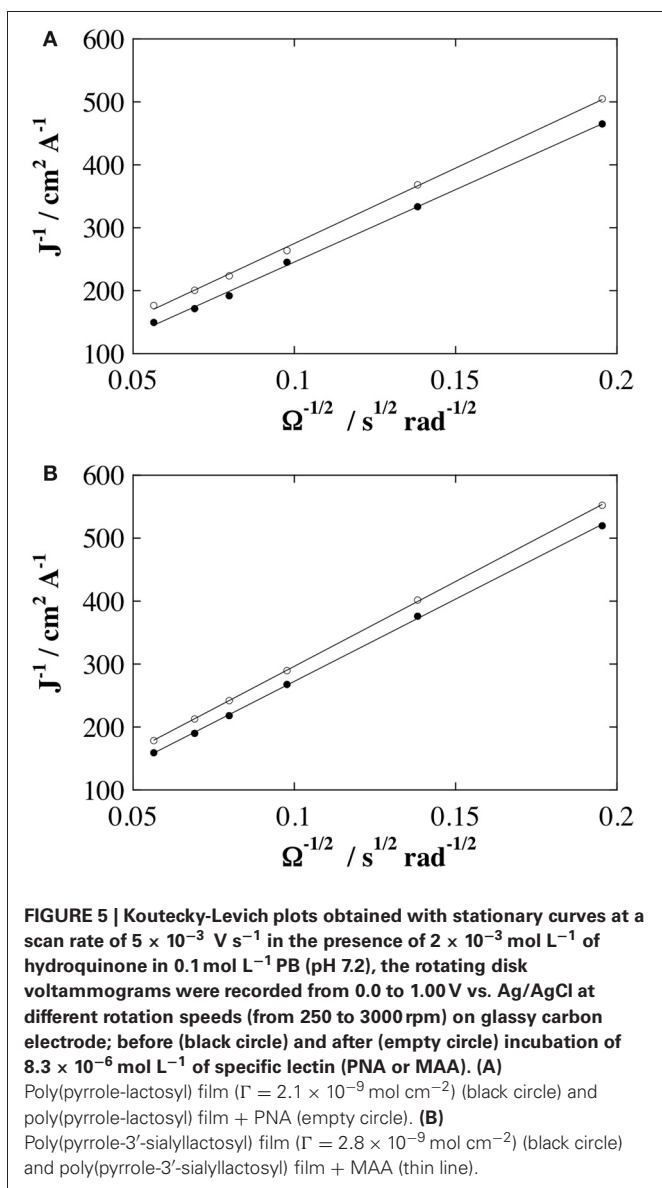 A
600
500
400
300
200
100
J⁻¹ / cm² A⁻¹
0.05 0.1 0.15 0.2
Ω⁻¹/² / s¹/² rad⁻¹/²
B
600
500
400
300
200
100
J⁻¹ / cm² A⁻¹
0.05 0.1 0.15 0.2
Ω⁻¹/² / s¹/² rad⁻¹/²
FIGURE 5 | Koutecky-Levich plots obtained with stationary curves at a
scan rate of 5 × 10⁻³ V s⁻¹ in the presence of 2 × 10⁻³ mol L⁻¹ of
hydroquinone in 0.1 mol L⁻¹ PB (pH 7.2), the rotating disk
voltammograms were recorded from 0.0 to 1.00 V vs. Ag/AgCl at
different rotation speeds (from 250 to 3000 rpm) on glassy carbon
electrode; before (black circle) and after (empty circle) incubation of
8.3 × 10⁻⁶ mol L⁻¹ of specific lectin (PNA or MAA). (A)
Poly(pyrrole-lactosyl) film (Γ = 2.1 × 10⁻⁹ mol cm⁻²) (black circle) and
poly(pyrrole-lactosyl) film + PNA (empty circle). (B)
Poly(pyrrole-3′-sialyllactosyl) film (Γ = 2.8 × 10⁻⁹ mol cm⁻²) (black circle)
and poly(pyrrole-3′-sialyllactosyl) film + MAA (thin line).